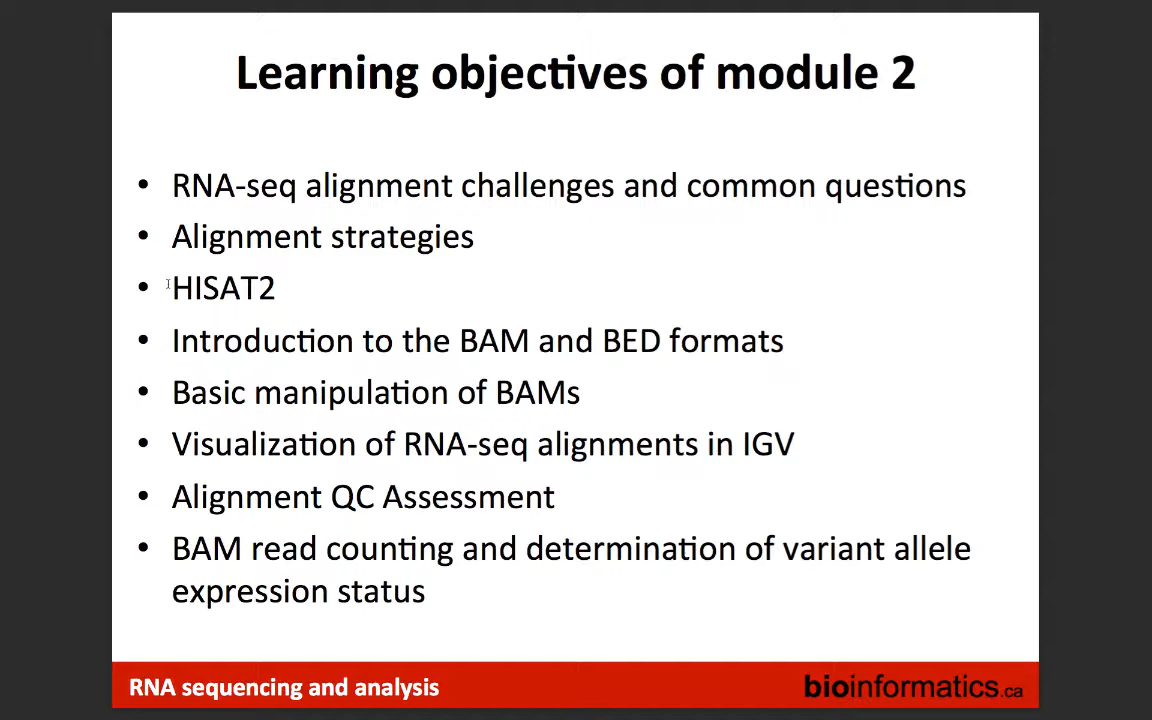 Learning objectives of module 2
• RNA-seq alignment challenges and common questions
• Alignment strategies
• HISAT2
• Introduction to the BAM and BED formats
• Basic manipulation of BAMs
• Visualization of RNA-seq alignments in IGV
• Alignment QC Assessment
• BAM read counting and determination of variant allele
expression status
RNA sequencing and analysis
bioinformatics.ca